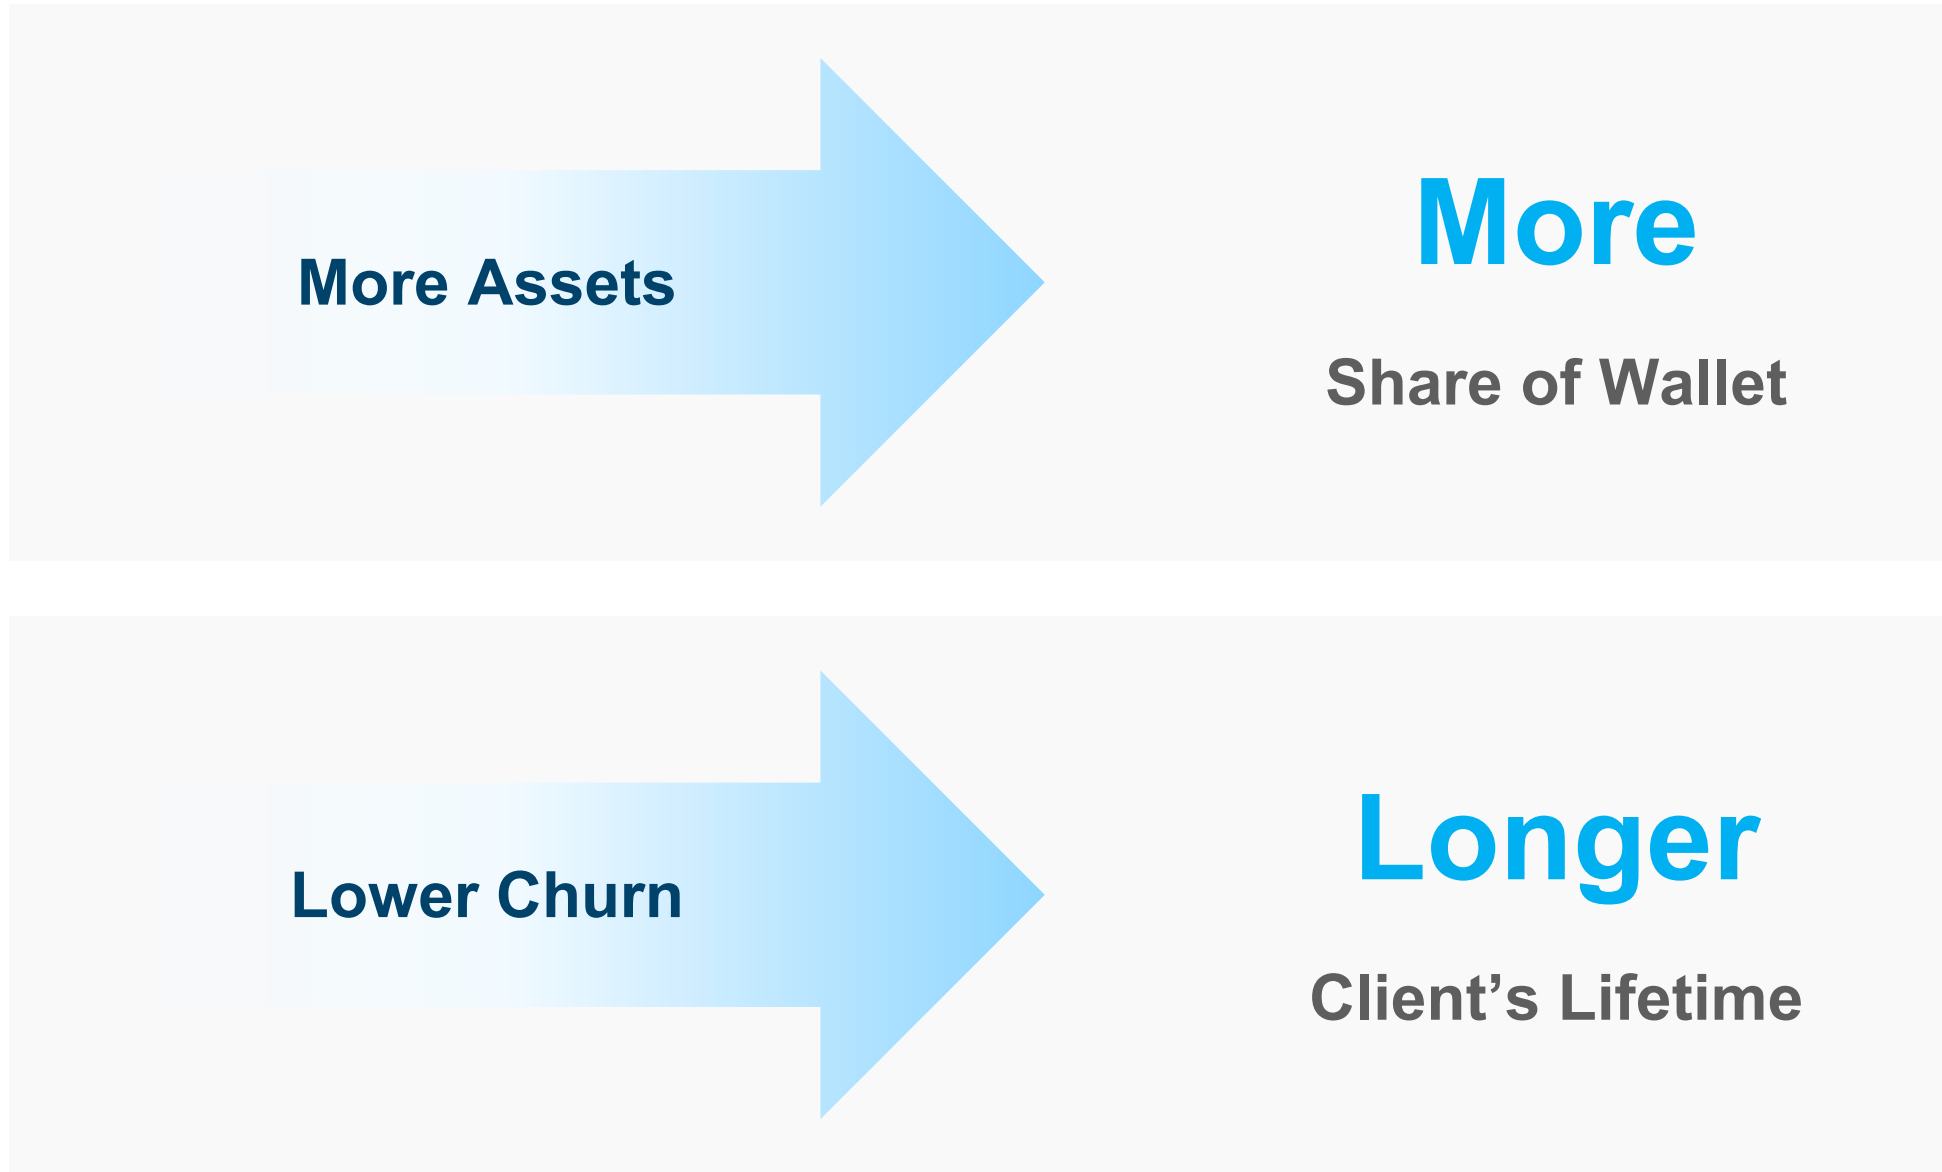 More Assets
More
Share of Wallet
Lower Churn
Longer
Client’s Lifetime